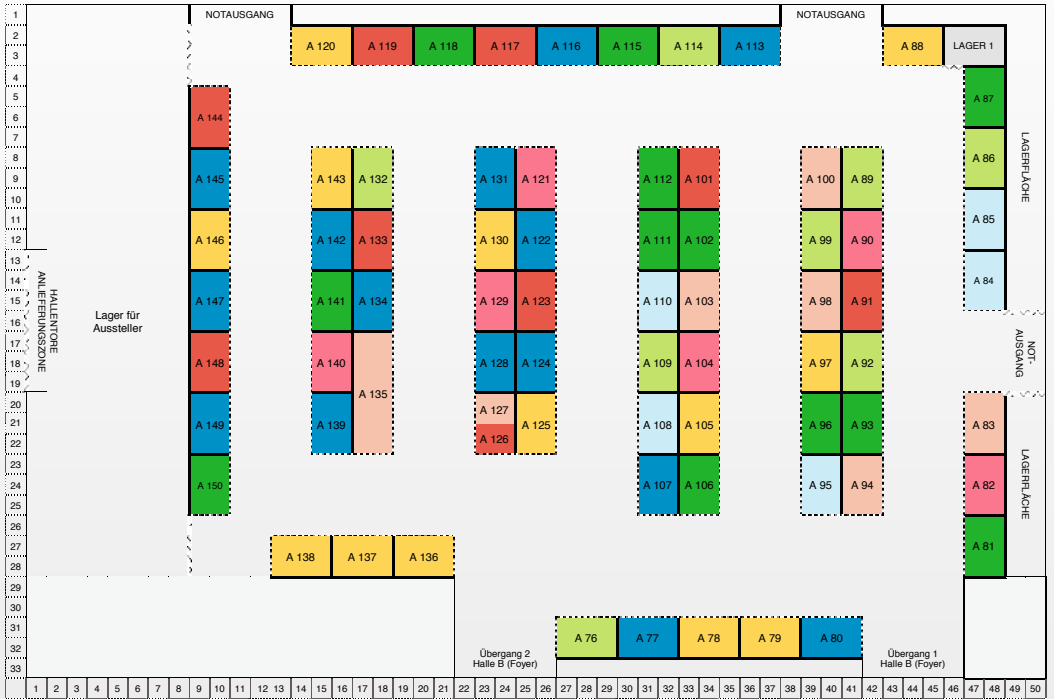 1
NOTAUSGANG
NOTAUSGANG
2
A 120 A 119 A 118 A 117 A 116 A 115 A 114 A 113 A 88 LAGER 1
3
4
5
A 87
6
A 144
7
8
A 86
LAGERFLÄCHE
9
A 145 A 143 A 132 A 131 A 121 A 112 A 101 A 100 A 89
10
11
A 85
12
A 146 A 142 A 133 A 130 A 122 A 111 A 102 A 99 A 90
13
14
A 84
HALLENTORE
ANLIEFERUNGSZONE
15
A 147 A 141 A 134 A 129 A 123 A 110 A 103 A 98 A 91
Lager für
Aussteller
16
17
NOT-
AUSGANG
18
A 148 A 140 A 128 A 124 A 109 A 104 A 97 A 92
19
A 135
20
A 127
21
A 149 A 139 A 125 A 108 A 105 A 96 A 93 A 83
A 126
22
23
LAGERFLÄCHE
24
A 150 A 107 A 106 A 95 A 94 A 82
25
26
27
A 138 A 137 A 136 A 81
28
29
30
31
A 76 A 77 A 78 A 79 A 80
32
Übergang 2
Halle B (Foyer)
Übergang 1
Halle B (Foyer)
33
1 2 3 4 5 6 7 8 9 10 11 12 13 14 15 16 17 18 19 20 21 22 23 24 25 26 27 28 29 30 31 32 33 34 35 36 37 38 39 40 41 42 43 44 45 46 47 48 49 50